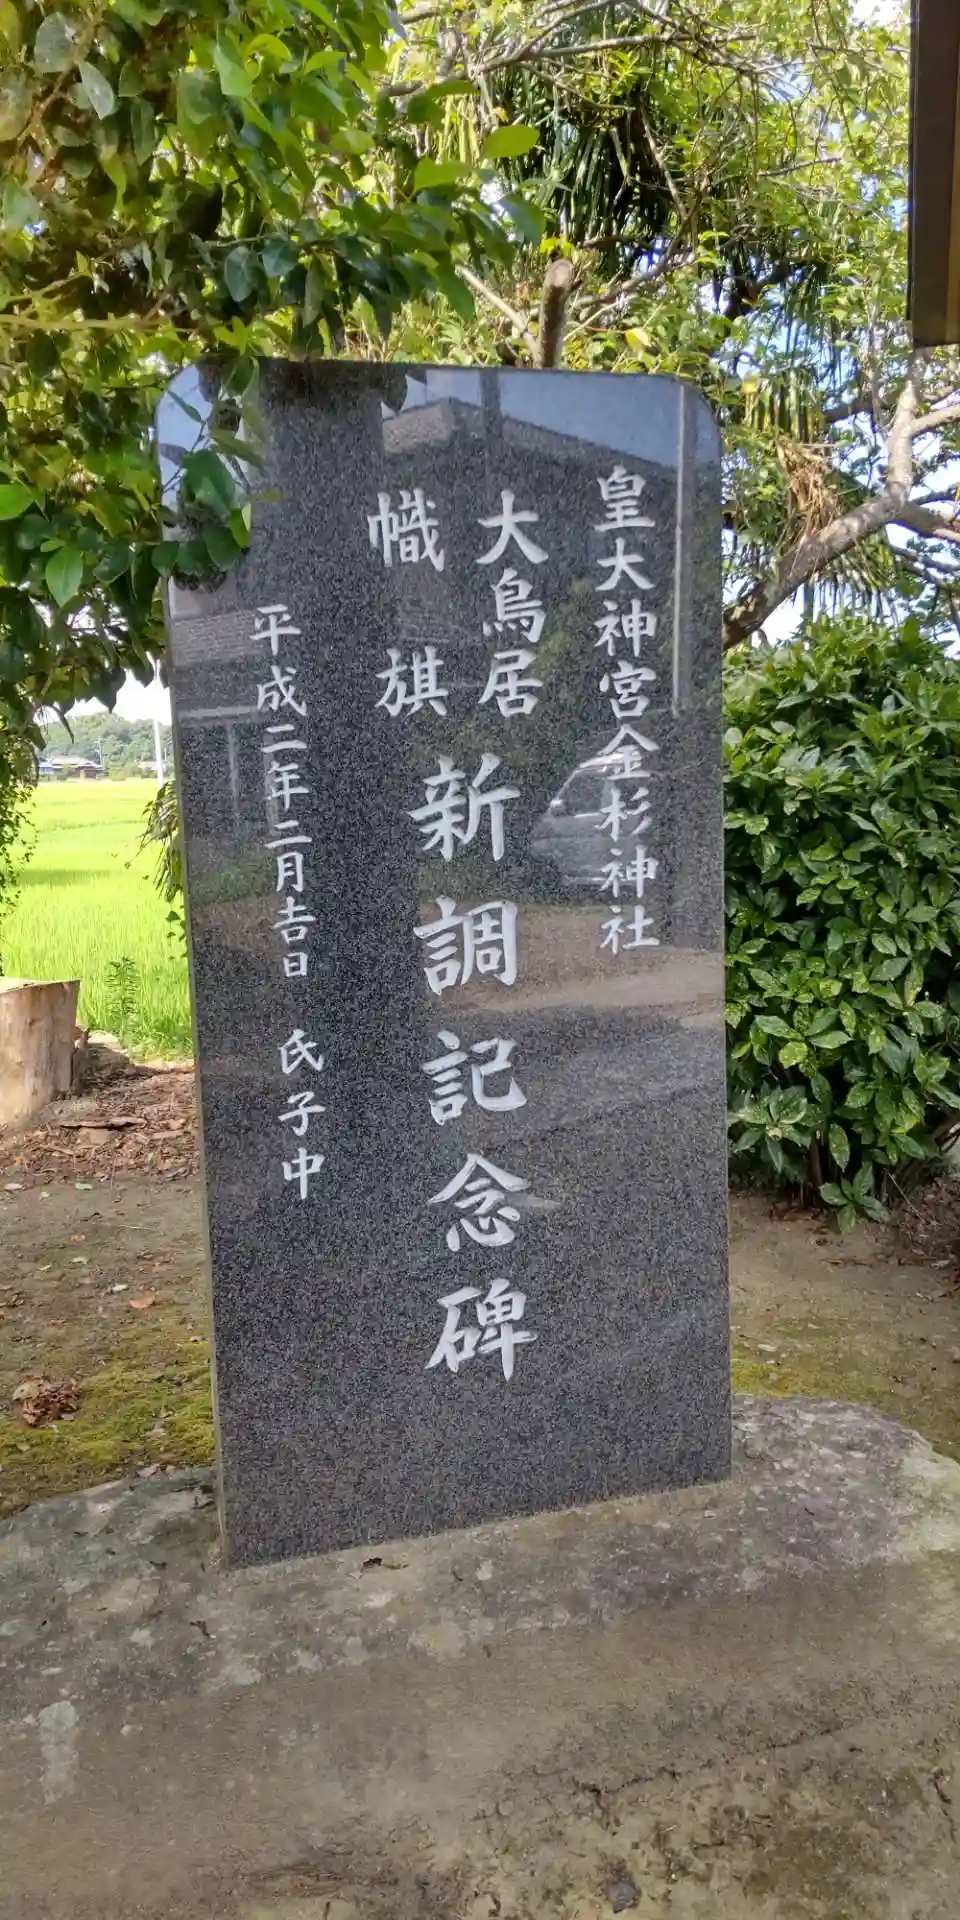 皇大神宮金杉神社
大鳥居
幟旗
新調記念碑
平成二年二月吉日 氏子中